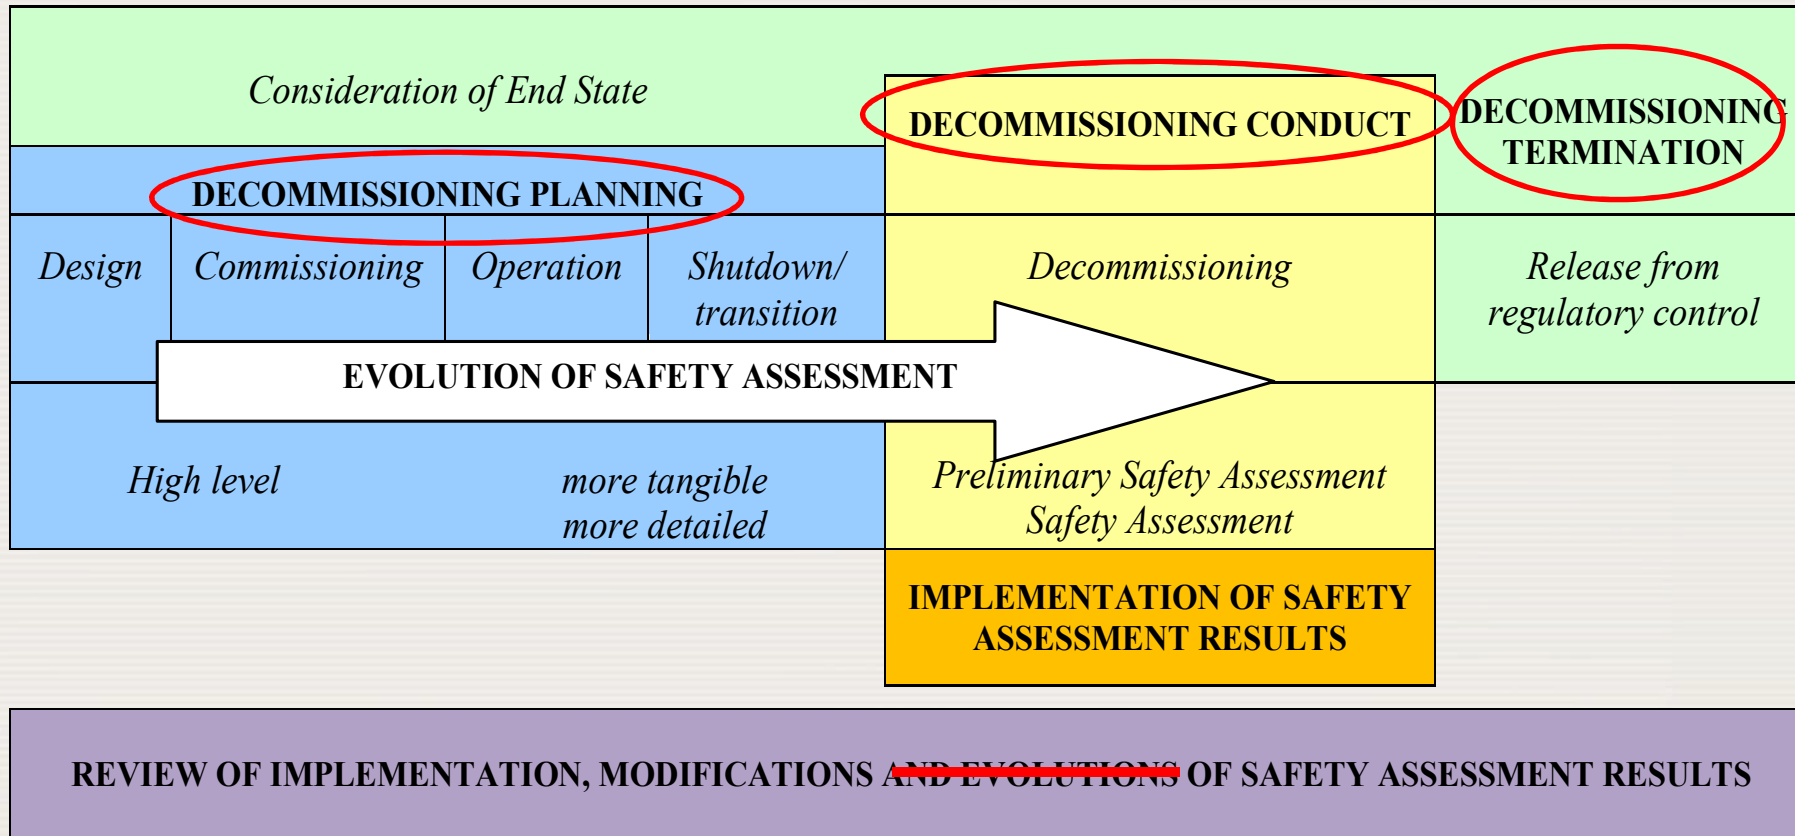 Consideration of End State
DECOMMISSIONING CONDUCT
DECOMMISSIONING
TERMINATION
DECOMMISSIONING PLANNING
Design
Commissioning
Operation
Shutdown/
transition
Decommissioning
Release from
regulatory control
EVOLUTION OF SAFETY ASSESSMENT
High level
more tangible
more detailed
Preliminary Safety Assessment
Safety Assessment
IMPLEMENTATION OF SAFETY
ASSESSMENT RESULTS
REVIEW OF IMPLEMENTATION, MODIFICATIONS AND EVOLUTIONS OF SAFETY ASSESSMENT RESULTS